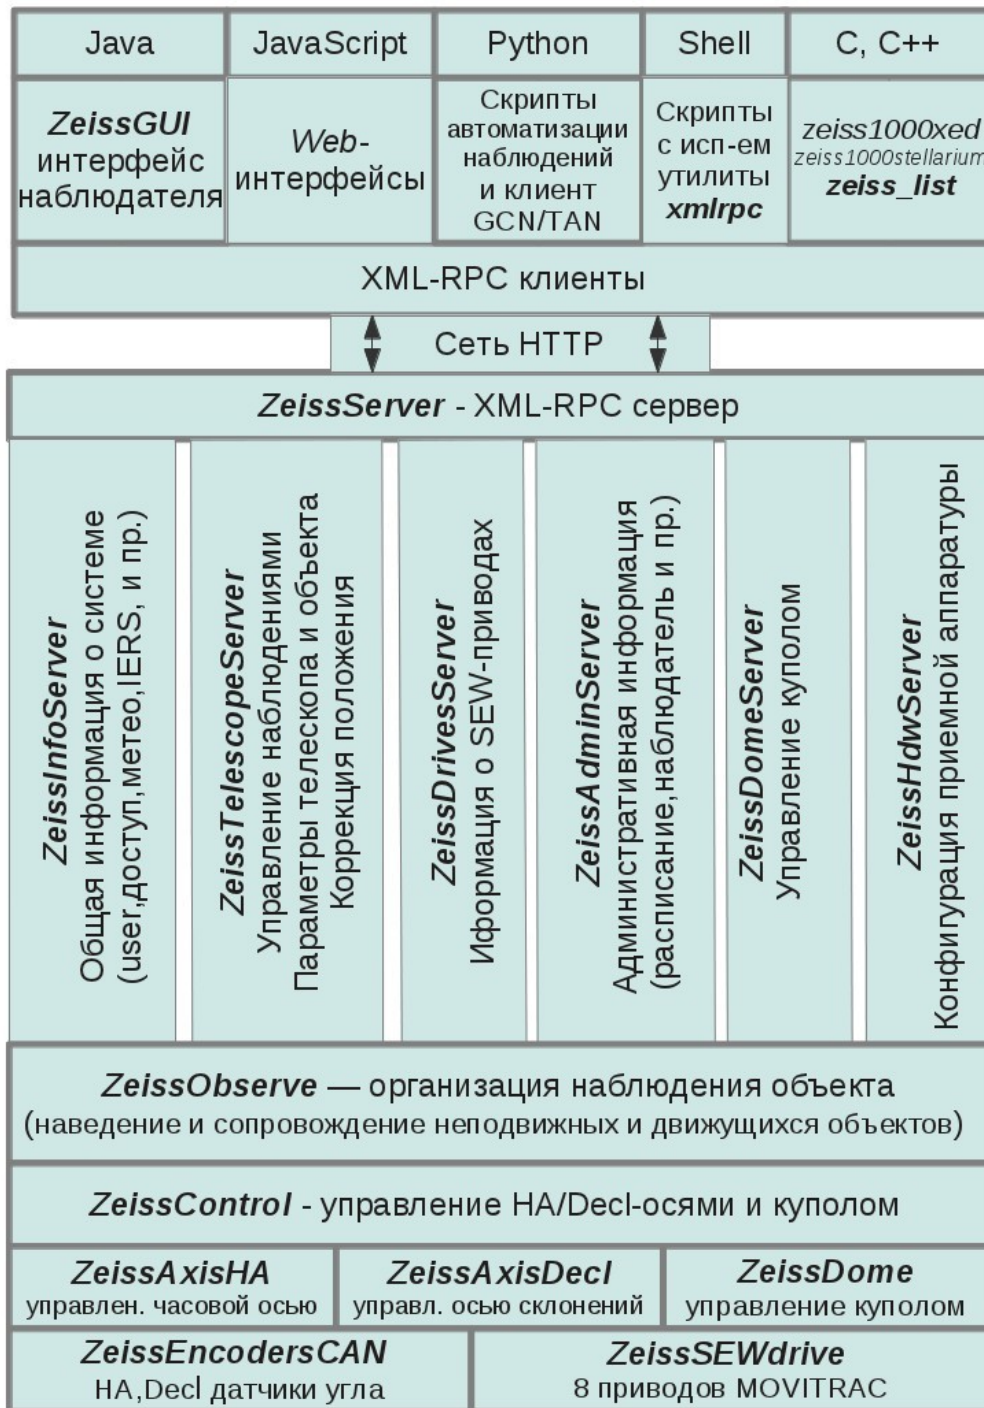 Java
JavaScript
Python
Shell
C, C++
ZeissGUI
интерфейс
наблюдателя
Web-
интерфейсы
Скрипты
автоматизации
наблюдений
и клиент
GCN/TAN
Скрипты
с исп-ем
утилиты
xmlrpc
zeiss1000xed
zeiss1000stellarium
zeiss_list
XML-RPC клиенты
Сеть HTTP
ZeissServer - XML-RPC сервер
ZeissInfoServer
Общая информация о системе
(user,доступ,метео,IERS, и пр.)
ZeissTelescopeServer
Управление наблюдениями
Параметры телескопа и объекта
Коррекция положения
ZeissDrivesServer
Иформация о SEW-приводах
ZeissAdminServer
Административная информация
(расписание,наблюдатель и пр.)
ZeissDomeServer
Управление куполом
ZeissHdwServer
Конфигурация приемной аппаратуры
ZeissObserve — организация наблюдения объекта
(наведение и сопровождение неподвижных и движущихся объектов)
ZeissControl - управление HA/Decl-осями и куполом
ZeissAxisHA
управлен. часовой осью
ZeissAxisDecl
управл. осью склонений
ZeissDome
управление куполом
ZeissEncodersCAN
HA,Decl датчики угла
ZeissSEWdrive
8 приводов MOVITRAC